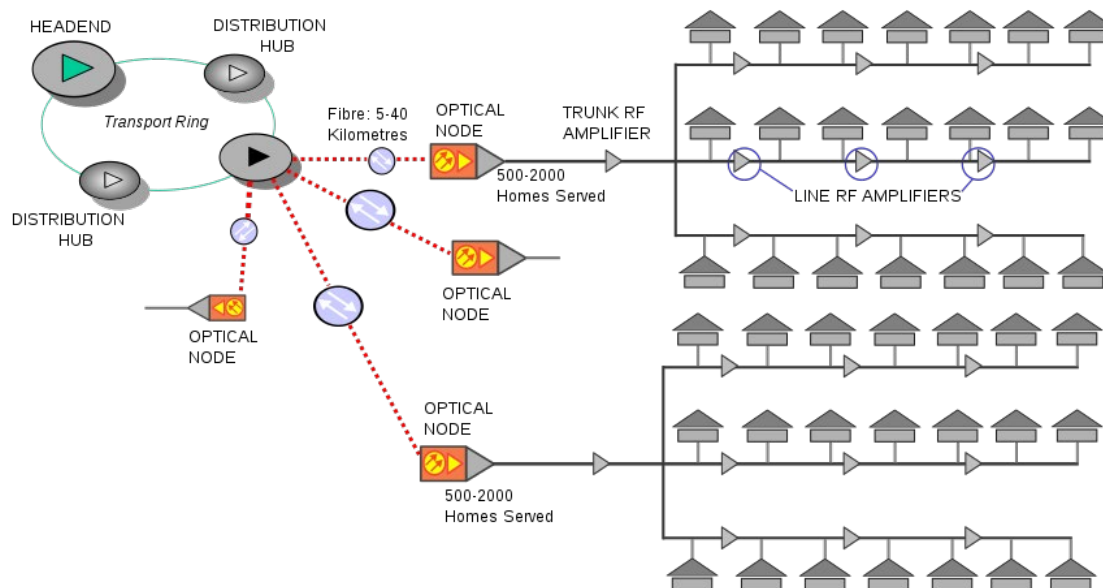 HEADEND
DISTRIBUTION
HUB
Transport Ring
DISTRIBUTION
HUB
Fibre: 5-40
Kilometres
OPTICAL
NODE
500-2000
Homes Served
TRUNK RF
AMPLIFIER
LINE RF AMPLIFIERS
OPTICAL
NODE
OPTICAL
NODE
OPTICAL
NODE
500-2000
Homes Served